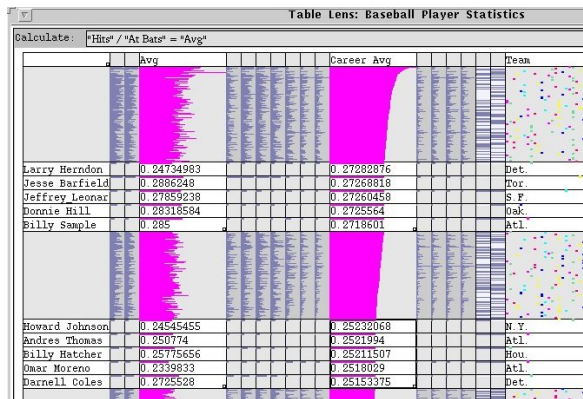 Table Lens: Baseball Player Statistics
Calculate: "Hits" / "At Bats" = "Avg"
Avg Career Avg Team
Larry Herndon 0.24734983 0.27282876 Det.
Jesse Barfield 0.2886248 0.27268818 Tor.
Jeffrey_Leonar 0.27859238 0.27260458 S.F.
Donnie Hill 0.28318584 0.2725564 Oak.
Billy Sample 0.285 0.2718601 Atl.
Howard Johnson 0.24545455 0.25232068 N.Y.
Andres Thomas 0.250774 0.2521994 Atl.
Billy Hatcher 0.25775656 0.25211507 Hou.
Omar Moreno 0.2339833 0.2518029 Atl.
Darnell Coles 0.2725528 0.25153375 Det.